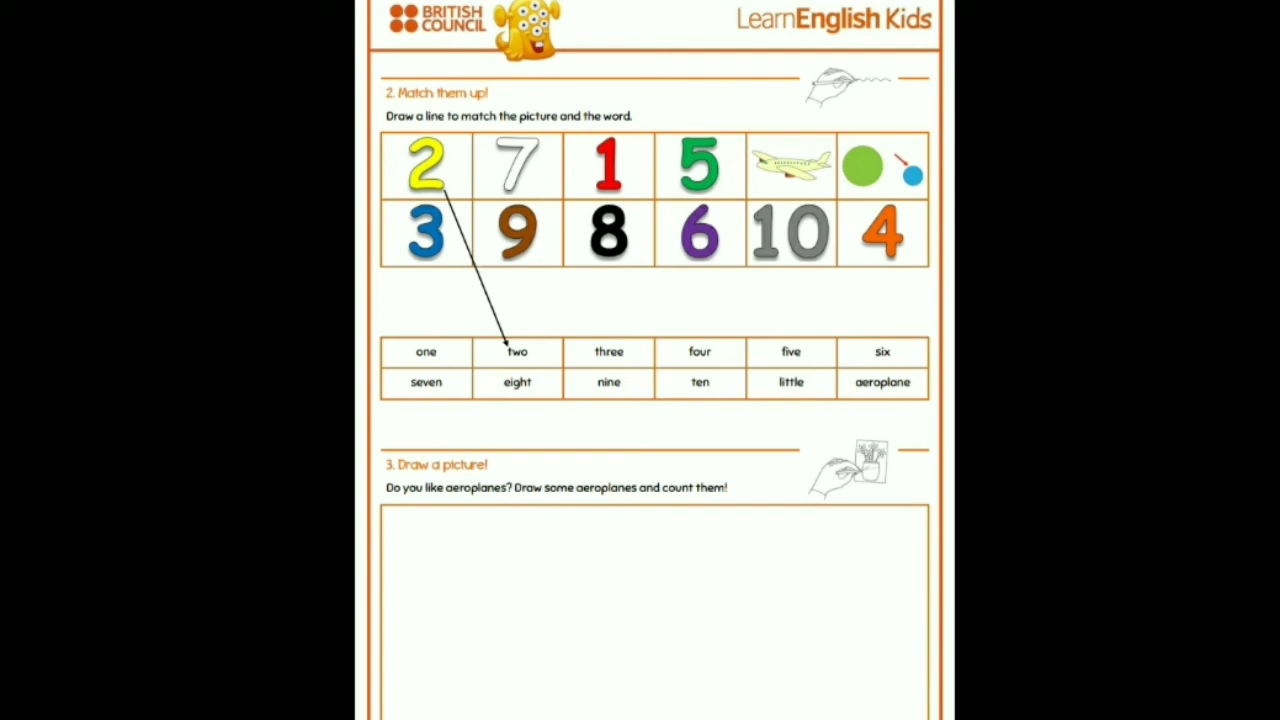 BRITISH
COUNCIL
LearnEnglish Kids
2. Match them up!
Draw a line to match the picture and the word.
2 7 1 5
3 9 8 6 10 4
one two three four five six
seven eight nine ten little aeroplane
3. Draw a picture!
Do you like aeroplanes? Draw some aeroplanes and count them!